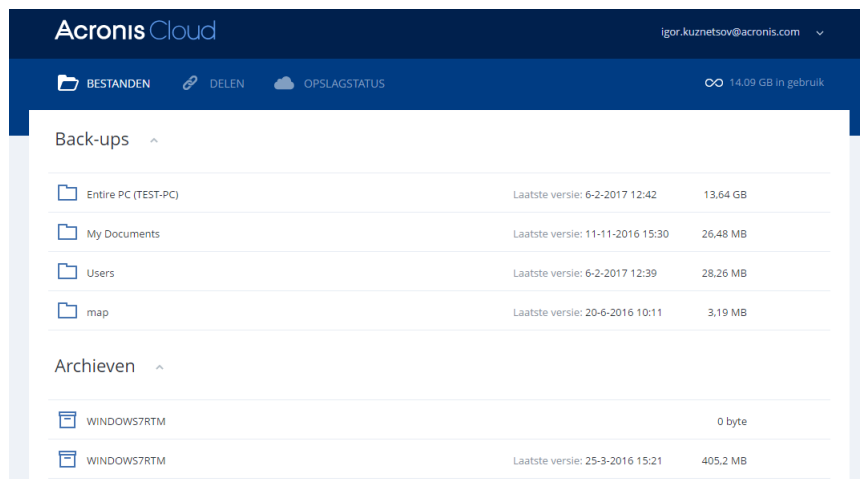 Acronis Cloud
igor.kuznetsov@acronis.com
BESTANDEN DELEN OPSLAGSTATUS 14.09 GB in gebruik
Back-ups
Entire PC (TEST-PC) Laatste versie: 6-2-2017 12:42 13,64 GB
My Documents Laatste versie: 11-11-2016 15:30 26,48 MB
Users Laatste versie: 6-2-2017 12:39 28,26 MB
map Laatste versie: 20-6-2016 10:11 3,19 MB
Archieven
WINDOWS7RTM 0 byte
WINDOWS7RTM Laatste versie: 25-3-2016 15:21 405,2 MB